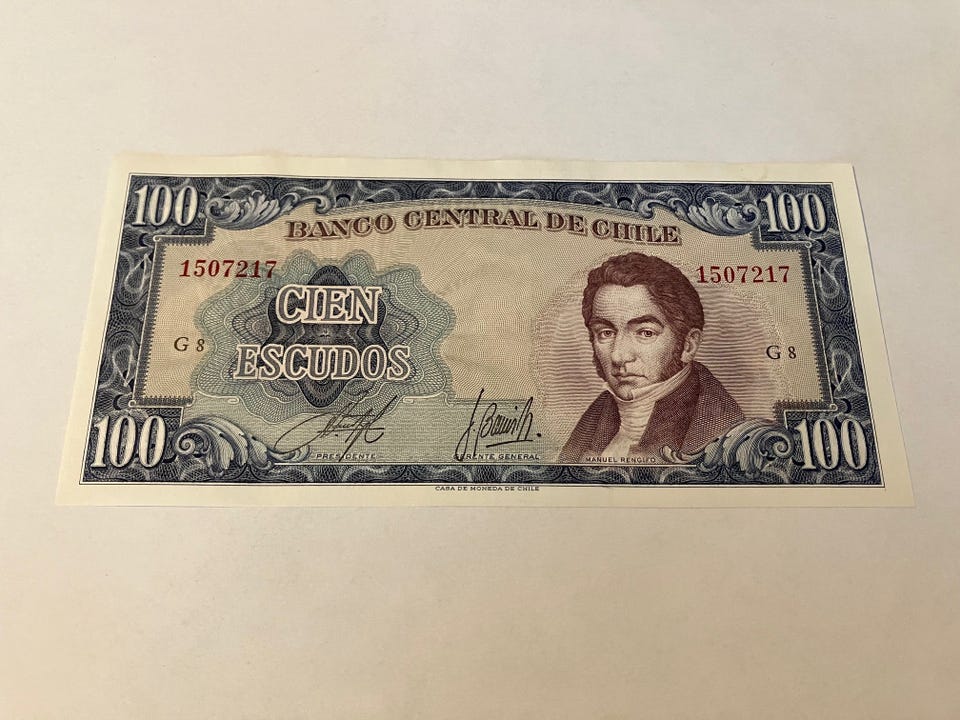 100 100
BANCO CENTRAL DE CHILE
1507217 1507217
CIEN
G 8 G 8
ESCUDOS
PRESIDENTE GERENTE GENERAL MANUEL RENGIFO
100 100
CASA DE MONEDA DE CHILE